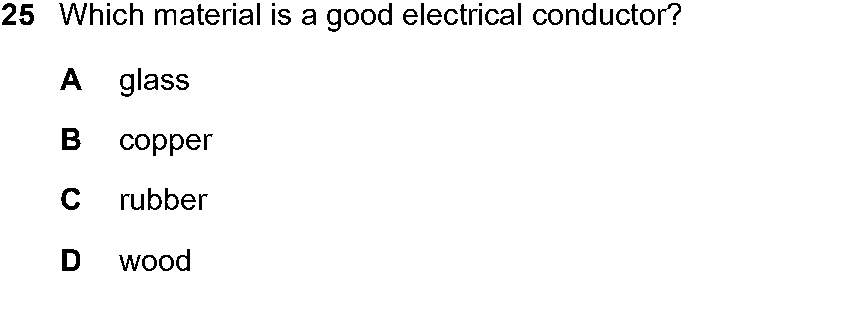 25 Which material is a good electrical conductor?
A glass
B copper
C rubber
D wood